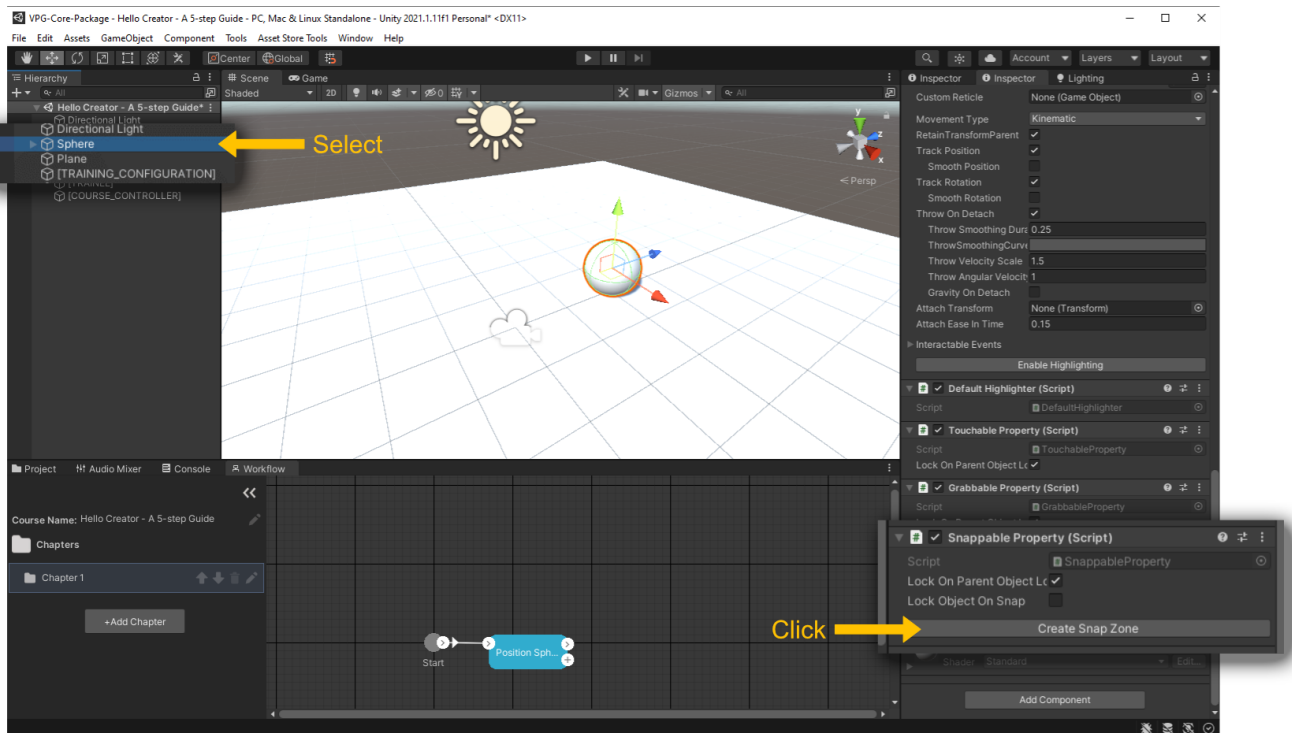 VPG-Core-Package - Hello Creator - A 5-step Guide - PC, Mac & Linux Standalone - Unity 2021.1.11f1 Personal* <DX11>
File Edit Assets GameObject Component Tools Asset Store Tools Window Help
Center Global Account Layers Layout
Hierarchy
All
Hello Creator - A 5-step Guide*
Directional Light
Directional Light
Sphere
Plane
[TRAINING_CONFIGURATION]
[TRAINEE]
[COURSE_CONTROLLER]
Select
Scene Game
Shaded 2D 0 Gizmos All
y
z
x
Persp
Inspector Inspector Lighting
Custom Reticle None (Game Object)
Movement Type Kinematic
RetainTransformParent
Track Position
Smooth Position
Track Rotation
Smooth Rotation
Throw On Detach
Throw Smoothing Dura 0.25
ThrowSmoothingCurve
Throw Velocity Scale 1.5
Throw Angular Velocit 1
Gravity On Detach
Attach Transform None (Transform)
Attach Ease In Time 0.15
Interactable Events
Enable Highlighting
Default Highlighter (Script)
Script DefaultHighlighter
Touchable Property (Script)
Script TouchableProperty
Lock On Parent Object Lo
Grabbable Property (Script)
Script GrabbableProperty
Snappable Property (Script)
Script SnappableProperty
Lock On Parent Object Lo
Lock Object On Snap
Click
Create Snap Zone
Shader Standard Edit...
Add Component
Project Audio Mixer Console Workflow
Course Name: Hello Creator - A 5-step Guide
Chapters
Chapter 1
+Add Chapter
Start
Position Sph...